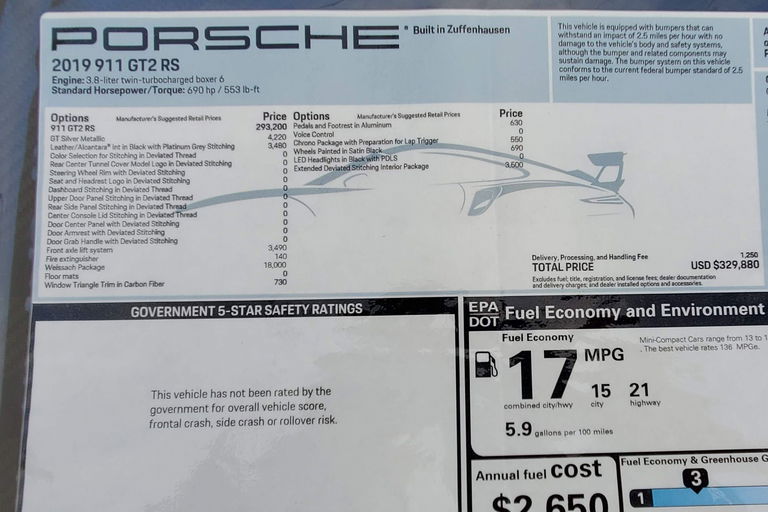 PORSCHE® Built in Zuffenhausen
2019 911 GT2 RS
Engine: 3.8-liter twin-turbocharged boxer 6
Standard Horsepower/Torque: 690 hp / 553 lb-ft
This vehicle is equipped with bumpers that can
withstand an impact of 2.5 miles per hour with no
damage to the vehicle's body and safety systems,
although the bumper and related components may
sustain damage. The bumper system on this vehicle
conforms to the current federal bumper standard of 2.5
miles per hour.
Options Manufacturer's Suggested Retail Prices Price
911 GT2 RS 293,200
GT Silver Metallic 4,220
Leather/Alcantara® Int in Black with Platinum Grey Stitching 3,480
Color Selection for Stitching in Deviated Thread 0
Rear Center Tunnel Cover Model Logo in Deviated Stitching 0
Steering Wheel Rim with Deviated Stitching 0
Seat and Headrest Logo in Deviated Stitching 0
Dashboard Stitching in Deviated Thread 0
Upper Door Panel Stitching in Deviated Thread 0
Rear Side Panel Stitching in Deviated Thread 0
Center Console Lid Stitching in Deviated Thread 0
Door Center Panel with Deviated Stitching 0
Door Armrest with Deviated Stitching 0
Door Grab Handle with Deviated Stitching 0
Front axle lift system 3,490
Fire extinguisher 140
Weissach Package 18,000
Floor mats 0
Window Triangle Trim in Carbon Fiber 730
Options Manufacturer's Suggested Retail Prices Price
Pedals and Footrest in Aluminum 630
Voice Control 0
Chrono Package with Preparation for Lap Trigger 550
Wheels Painted in Satin Black 690
LED Headlights in Black with PDLS 0
Extended Deviated Stitching Interior Package 3,500
Delivery, Processing, and Handling Fee 1,250
TOTAL PRICE USD $329,880
Excludes fuel; title, registration, and license fees; dealer documentation
and delivery charges; and dealer installed options and accessories.
GOVERNMENT 5-STAR SAFETY RATINGS
This vehicle has not been rated by the
government for overall vehicle score,
frontal crash, side crash or rollover risk.
EPA
DOT Fuel Economy and Environment
Fuel Economy
17 MPG
combined city/hwy
15
city
21
highway
Mini-Compact Cars range from 13 to
. The best vehicle rates 136 MPGe.
5.9 gallons per 100 miles
Annual fuel cost
$2,650
Fuel Economy & Greenhouse G
3
1